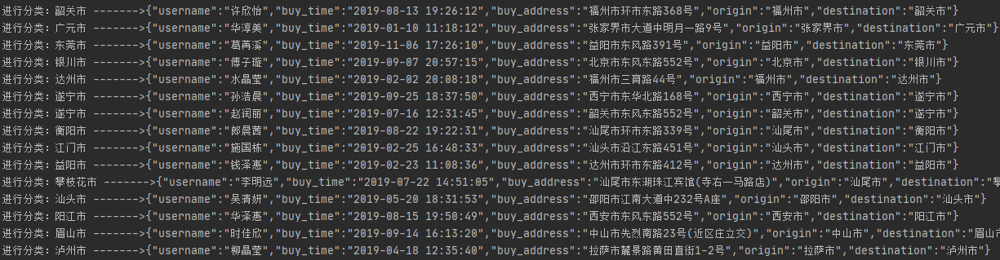 进行分类：韶关市 ------->{"username":"许欣怡","buy_time":"2019-08-13 19:26:12","buy_address":"福州市环市东路368号","origin":"福州市","destination":"韶关市"}
进行分类：广元市 ------->{"username":"华淳美","buy_time":"2019-01-10 11:18:12","buy_address":"张家界市大道中明月一路9号","origin":"张家界市","destination":"广元市"}
进行分类：东莞市 ------->{"username":"葛苒溪","buy_time":"2019-11-06 17:26:10","buy_address":"益阳市东风路391号","origin":"益阳市","destination":"东莞市"}
进行分类：银川市 ------->{"username":"傅子璇","buy_time":"2019-09-07 20:57:15","buy_address":"北京市东风东路552号","origin":"北京市","destination":"银川市"}
进行分类：达州市 ------->{"username":"水晶莹","buy_time":"2019-02-02 20:08:18","buy_address":"福州市三育路44号","origin":"福州市","destination":"达州市"}
进行分类：遂宁市 ------->{"username":"孙浩晨","buy_time":"2019-09-25 18:37:50","buy_address":"西宁市东华北路168号","origin":"西宁市","destination":"遂宁市"}
进行分类：遂宁市 ------->{"username":"赵润丽","buy_time":"2019-07-16 12:31:45","buy_address":"韶关市东风东路552号","origin":"韶关市","destination":"遂宁市"}
进行分类：衡阳市 ------->{"username":"郎晨茜","buy_time":"2019-08-22 19:22:31","buy_address":"汕尾市环市东路339号","origin":"汕尾市","destination":"衡阳市"}
进行分类：江门市 ------->{"username":"施国栋","buy_time":"2019-02-25 16:48:33","buy_address":"汕头市沿江东路451号","origin":"汕头市","destination":"江门市"}
进行分类：益阳市 ------->{"username":"钱泽惠","buy_time":"2019-02-23 11:08:36","buy_address":"达州市环市东路412号","origin":"达州市","destination":"益阳市"}
进行分类：攀枝花市 ------->{"username":"李明远","buy_time":"2019-07-22 14:51:05","buy_address":"汕尾市东湖珠江宾馆(寺右一马路店)","origin":"汕尾市","destination":"攀
进行分类：汕头市 ------->{"username":"吴清妍","buy_time":"2019-05-20 18:31:53","buy_address":"邵阳市江南大道中232号A座","origin":"邵阳市","destination":"汕头市"}
进行分类：阳江市 ------->{"username":"华泽惠","buy_time":"2019-08-15 19:50:49","buy_address":"西安市东风东路552号","origin":"西安市","destination":"阳江市"}
进行分类：眉山市 ------->{"username":"时佳欣","buy_time":"2019-09-14 16:13:20","buy_address":"中山市先烈南路23号(近区庄立交)","origin":"中山市","destination":"眉山市
进行分类：泸州市 ------->{"username":"柳晶莹","buy_time":"2019-04-18 12:35:40","buy_address":"拉萨市麓景路黄田直街1-2号","origin":"拉萨市","destination":"泸州市"}